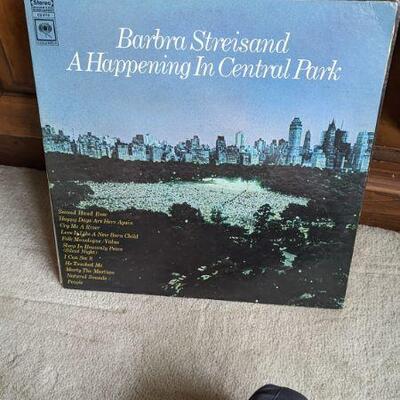 Stereo
COLUMBIA
Barbra Streisand
A Happening In Central Park
Second Hand Rose
Happy Days Are Here Again
Cry Me A River
Love Is Like A New Born Child
Folk Monologue/Value
Sleep In Heavenly Peace
(Silent Night)
I Can See It
He Touched Me
Marty The Martian
Natural Sounds
People